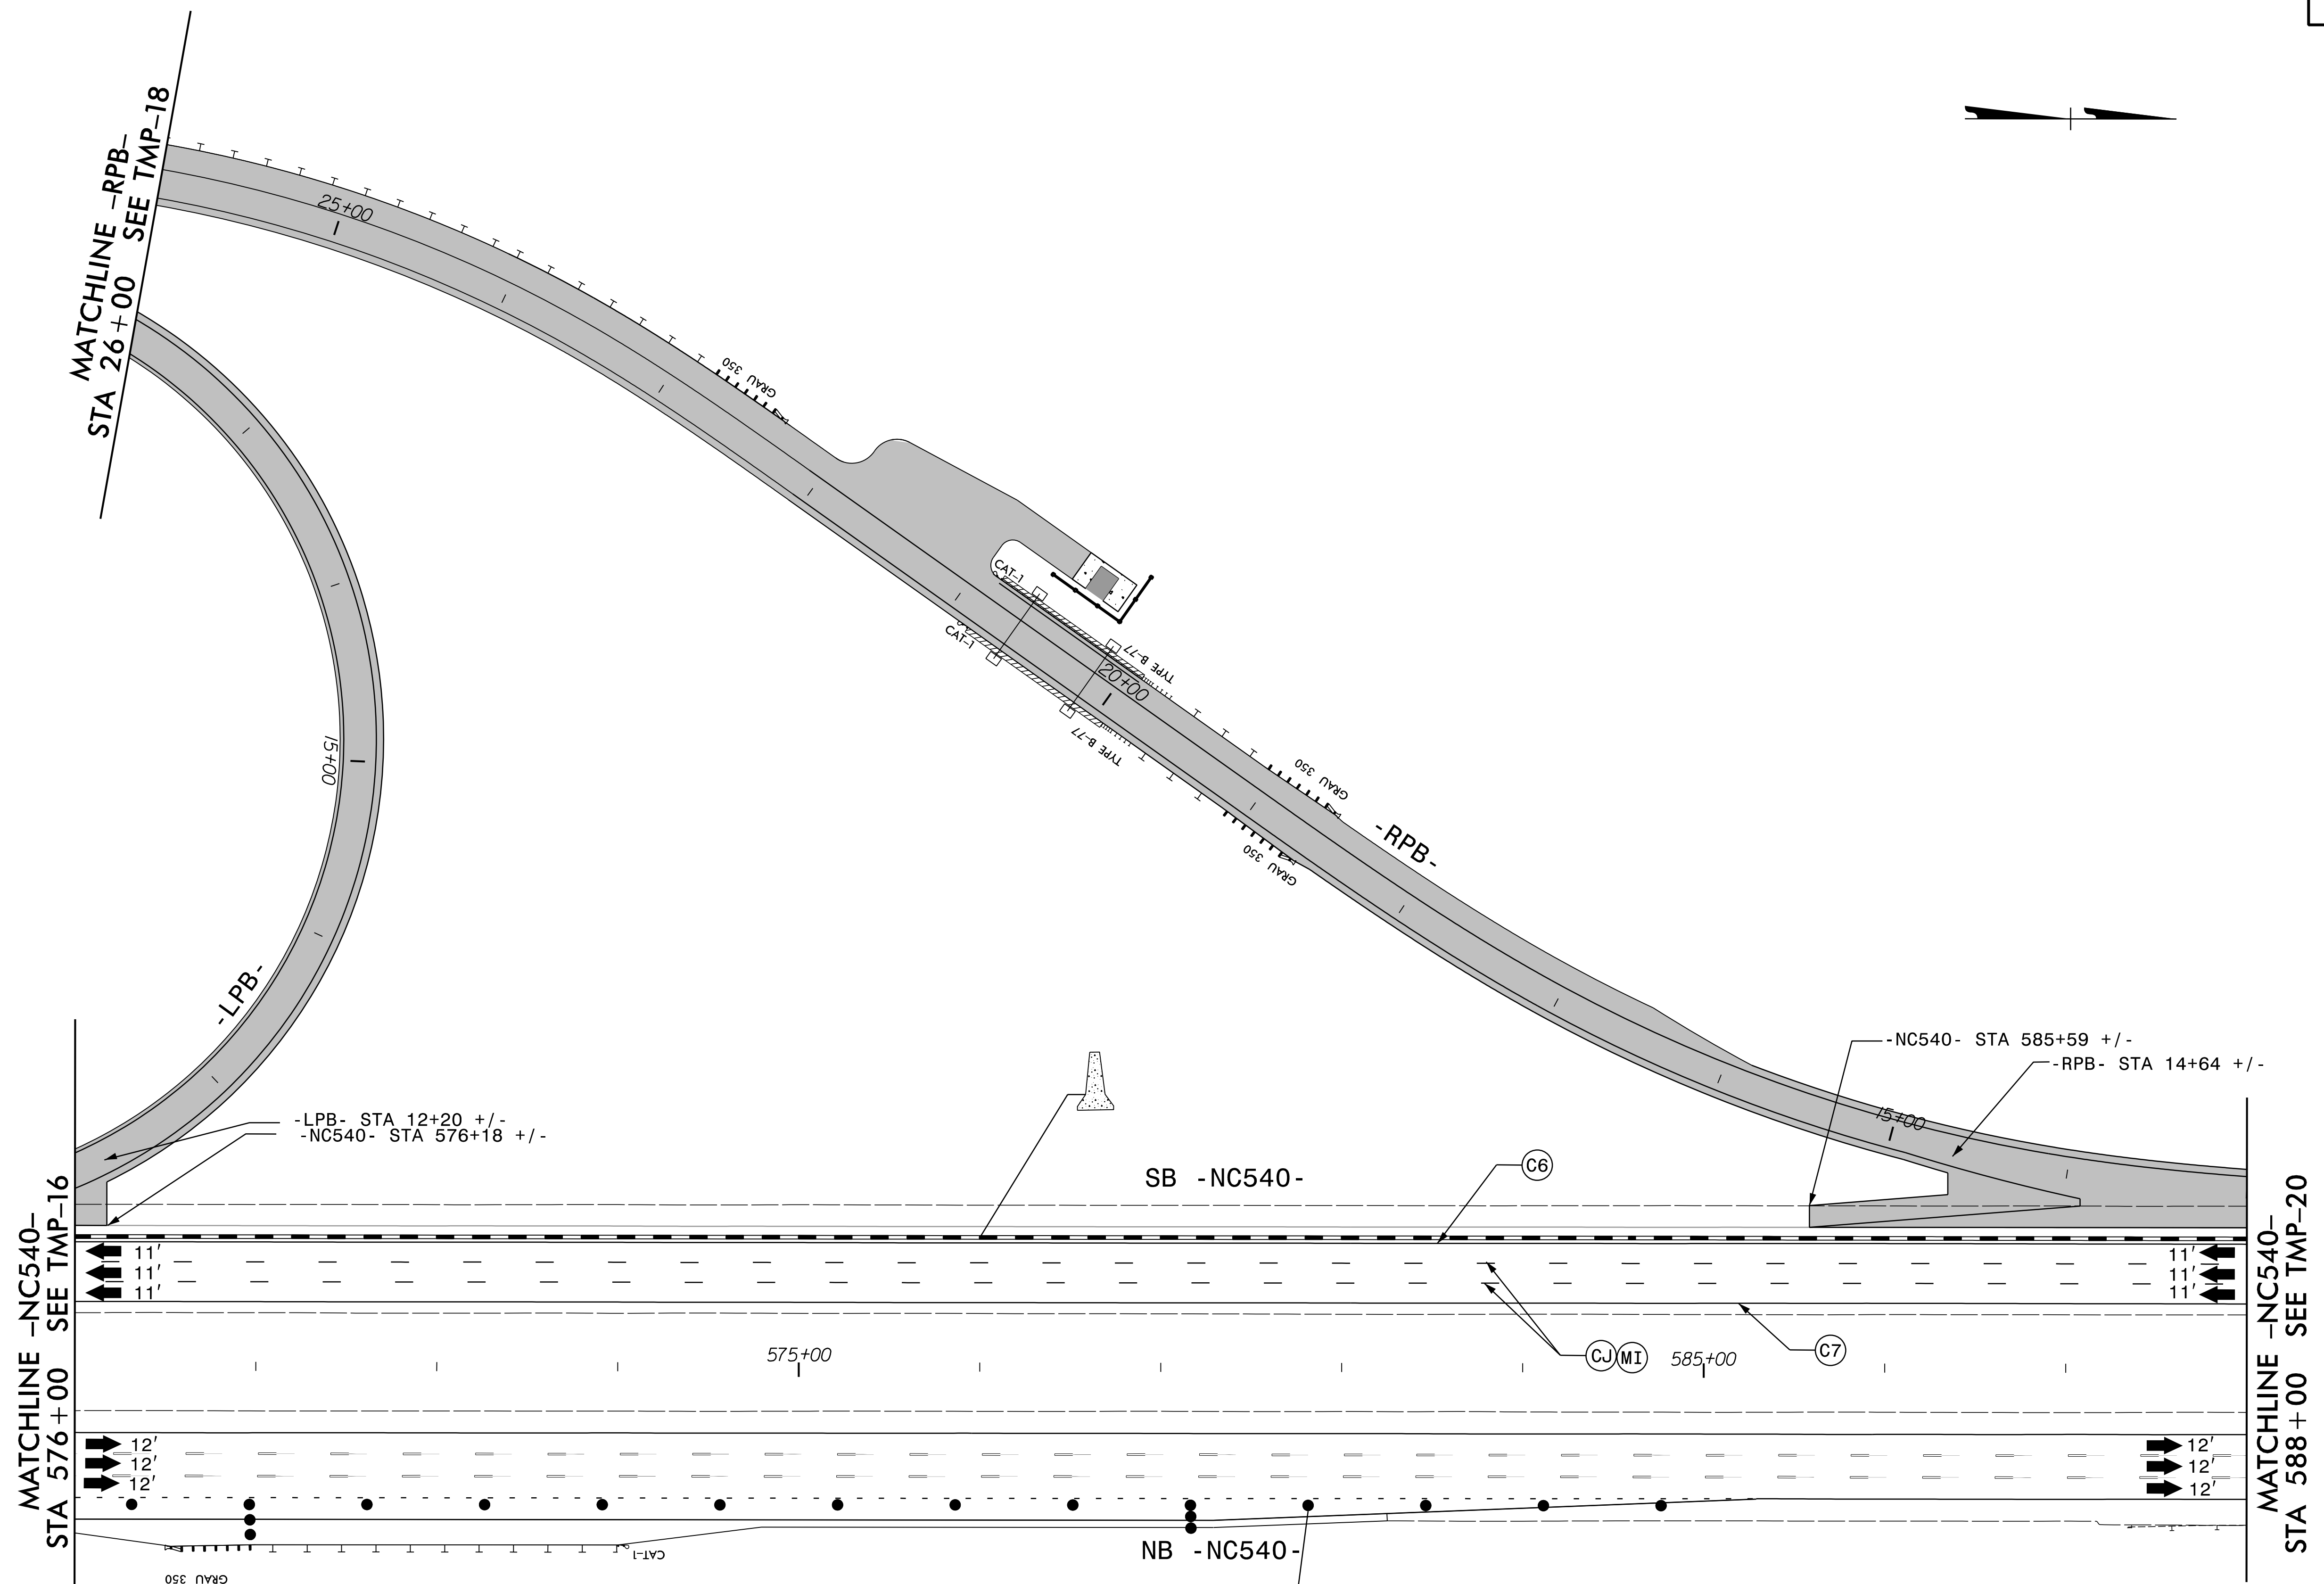 MATCHLINE -RPB-
STA 26+00 SEE TMP-18
25+00
GRAU 350
CAT-1
CAT-1
TYPE B-77
20+00
TYPE B-77
GRAU 350
GRAU 350
-RPB-
15+00
-LPB-
-NC540- STA 585+59 +/-
-RPB- STA 14+64 +/-
15+00
-LPB- STA 12+20 +/-
-NC540- STA 576+18 +/-
SB -NC540-
C6
MATCHLINE -NC540-
STA 576+00 SEE TMP-16
11'
11'
11'
11'
11'
11'
575+00
CJ MI
585+00
C7
MATCHLINE -NC540-
STA 588+00 SEE TMP-20
12'
12'
12'
12'
12'
12'
CAT-1
NB -NC540-
GRAU 350